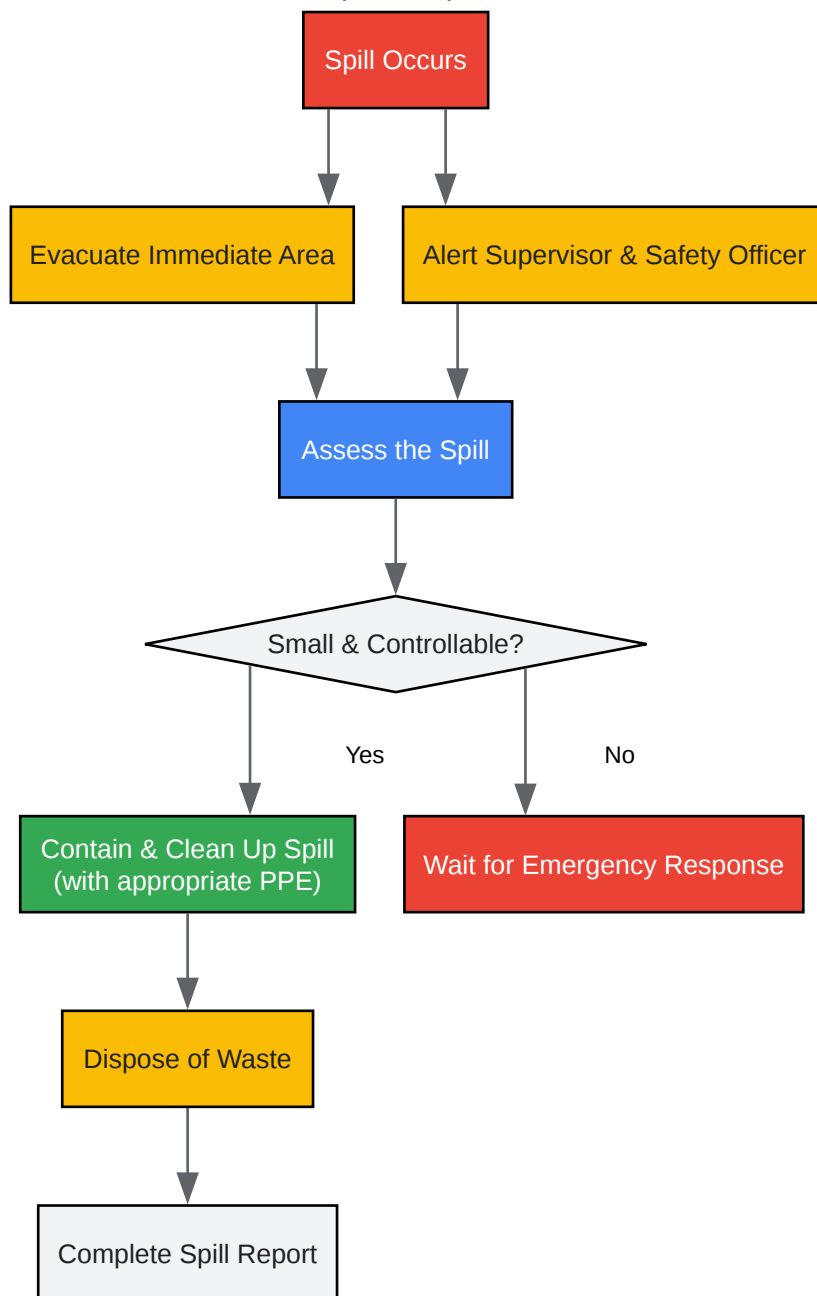 Spill Occurs
Evacuate Immediate Area
Alert Supervisor & Safety Officer
Assess the Spill
Small & Controllable?
Yes
No
Contain & Clean Up Spill
(with appropriate PPE)
Wait for Emergency Response
Dispose of Waste
Complete Spill Report